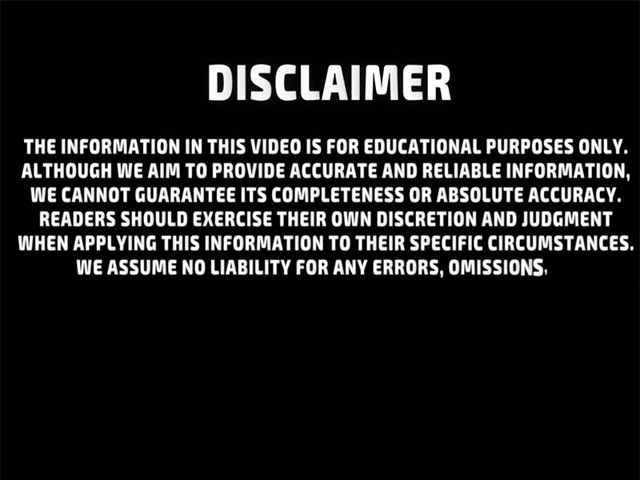 DISCLAIMER
THE INFORMATION IN THIS VIDEO IS FOR EDUCATIONAL PURPOSES ONLY.
ALTHOUGH WE AIM TO PROVIDE ACCURATE AND RELIABLE INFORMATION,
WE CANNOT GUARANTEE ITS COMPLETENESS OR ABSOLUTE ACCURACY.
READERS SHOULD EXERCISE THEIR OWN DISCRETION AND JUDGMENT
WHEN APPLYING THIS INFORMATION TO THEIR SPECIFIC CIRCUMSTANCES.
WE ASSUME NO LIABILITY FOR ANY ERRORS, OMISSIONS,